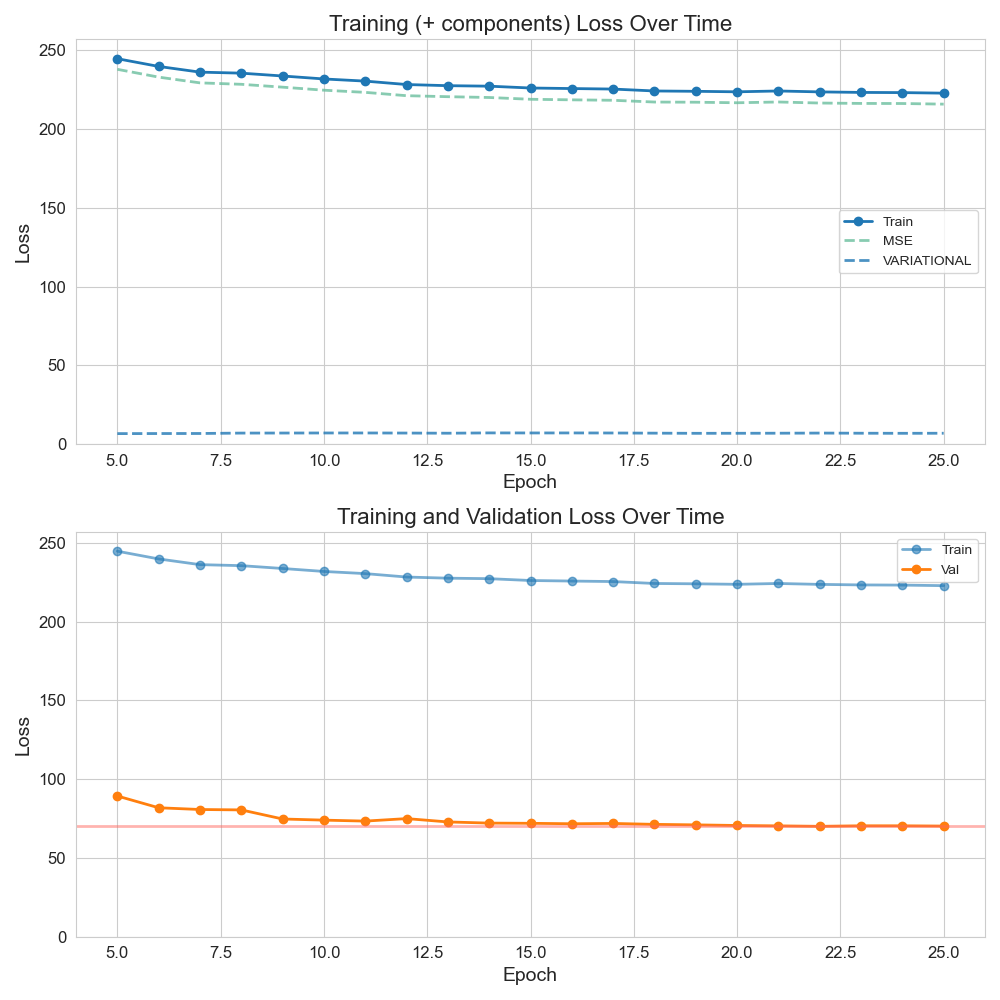 Training (+ components) Loss Over Time
250
200
150
100
50
0
Loss
Train
MSE
VARIATIONAL
5.0 7.5 10.0 12.5 15.0 17.5 20.0 22.5 25.0
Epoch
Training and Validation Loss Over Time
250
200
150
100
50
0
Loss
Train
Val
5.0 7.5 10.0 12.5 15.0 17.5 20.0 22.5 25.0
Epoch